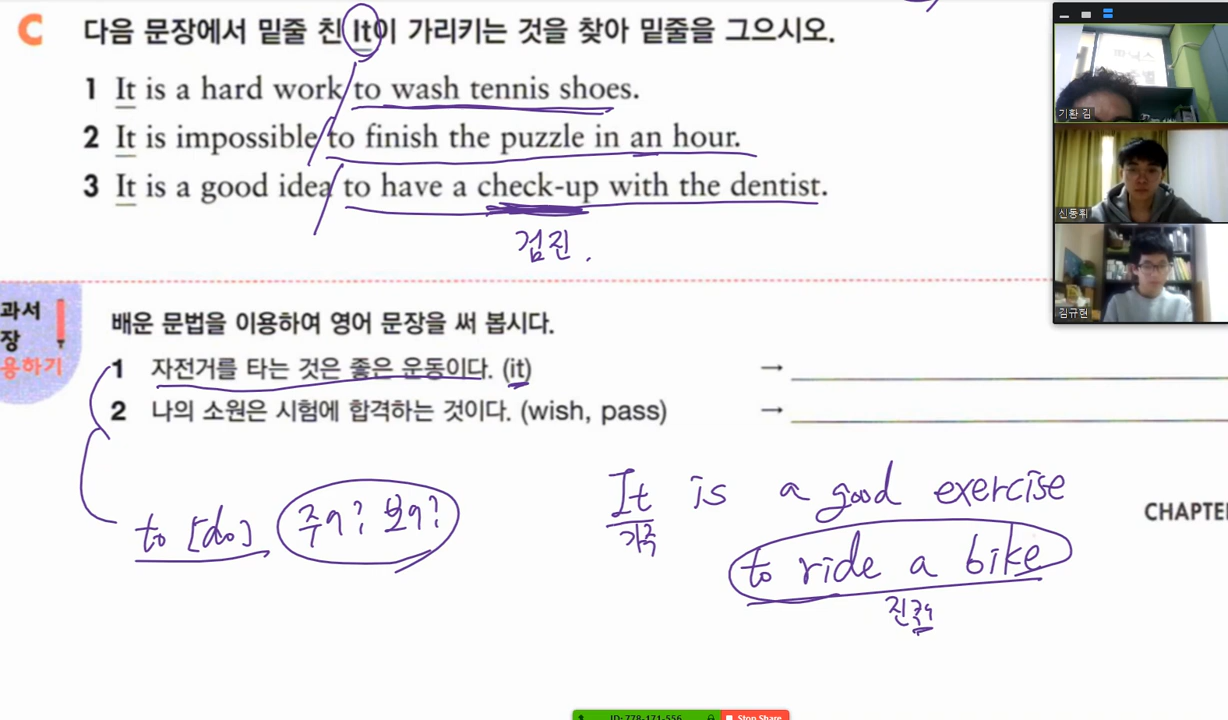 C 다음 문장에서 밑줄 친 It이 가리키는 것을 찾아 밑줄을 그으시오.
1 It is a hard work to wash tennis shoes.
2 It is impossible to finish the puzzle in an hour.
3 It is a good idea to have a check-up with the dentist.
검진.
과서
장
용하기
배운 문법을 이용하여 영어 문장을 써 봅시다.
1 자전거를 타는 것은 좋은 운동이다. (it) →
2 나의 소원은 시험에 합격하는 것이다. (wish, pass) →
to [do] 주어? 보어?
It is a good exercise
to ride a bike
진주어
CHAPTE
기환 김
신동휘
김규헌
ID: 778-171-556
Stop Share